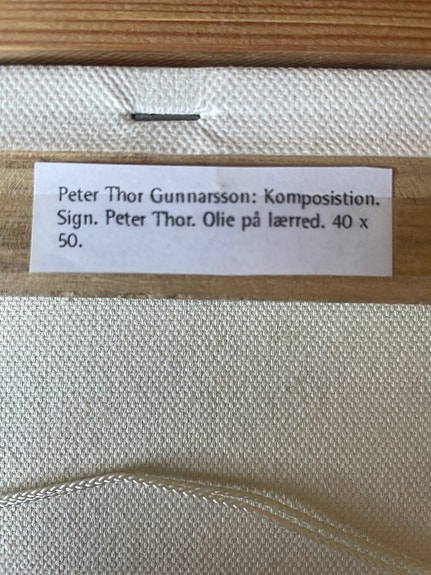 Peter Thor Gunnarsson: Komposistion.
Sign. Peter Thor. Olie på lærred. 40 x
50.